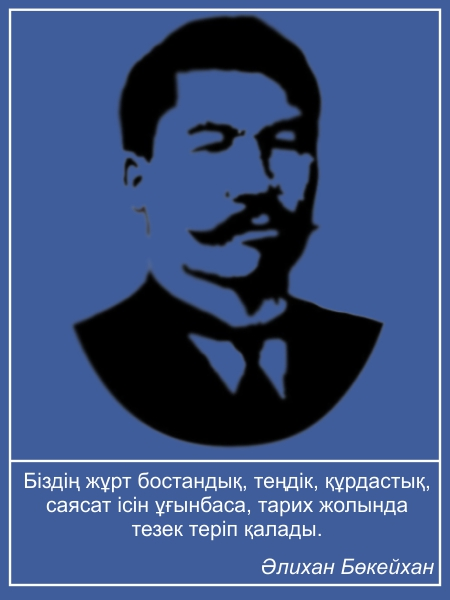 Біздің жұрт бостандық, теңдік, құрдастық,
саясат ісін ұғынбаса, тарих жолында
тезек теріп қалады.
Әлихан Бөкейхан